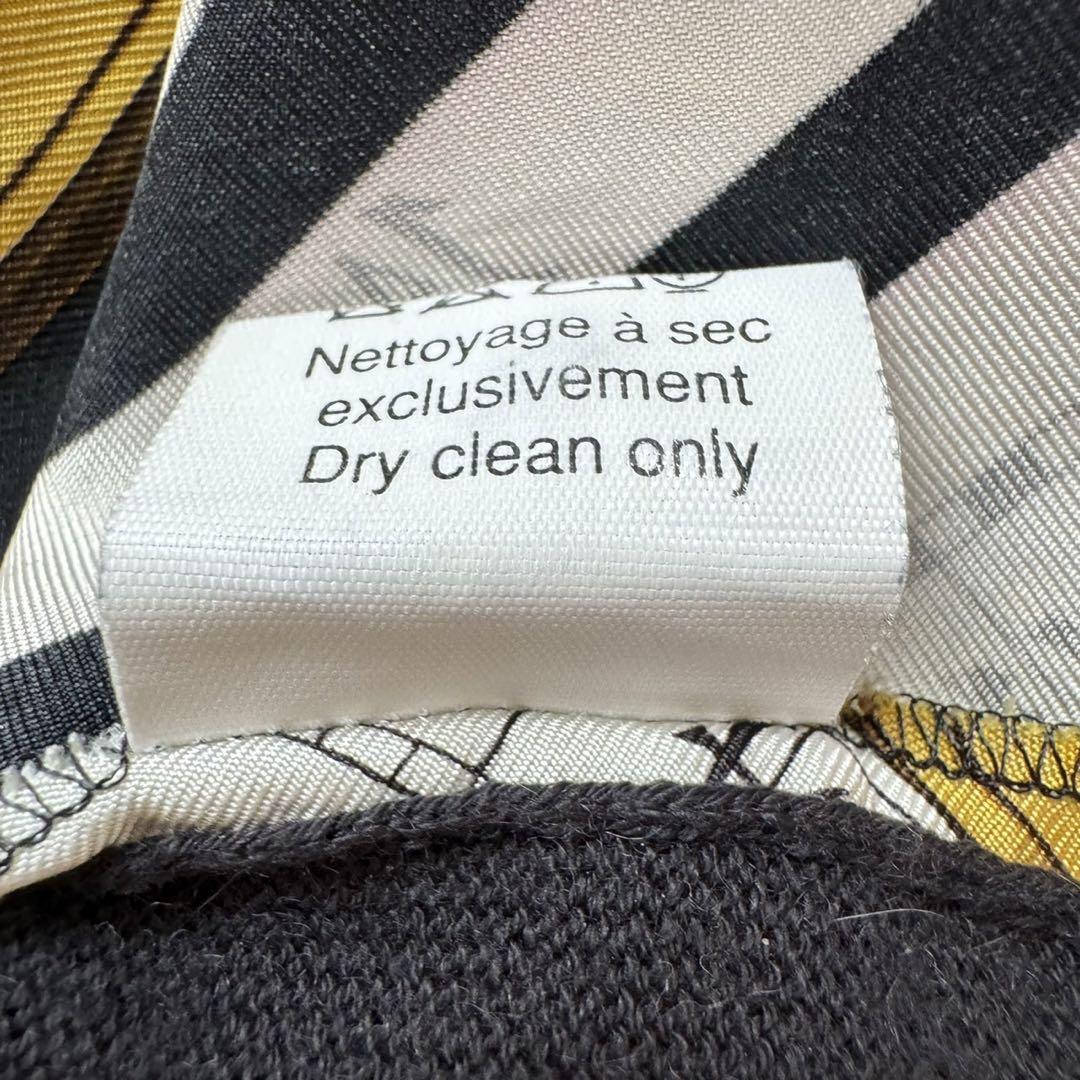 Nettoyage à sec
exclusivement
Dry clean only